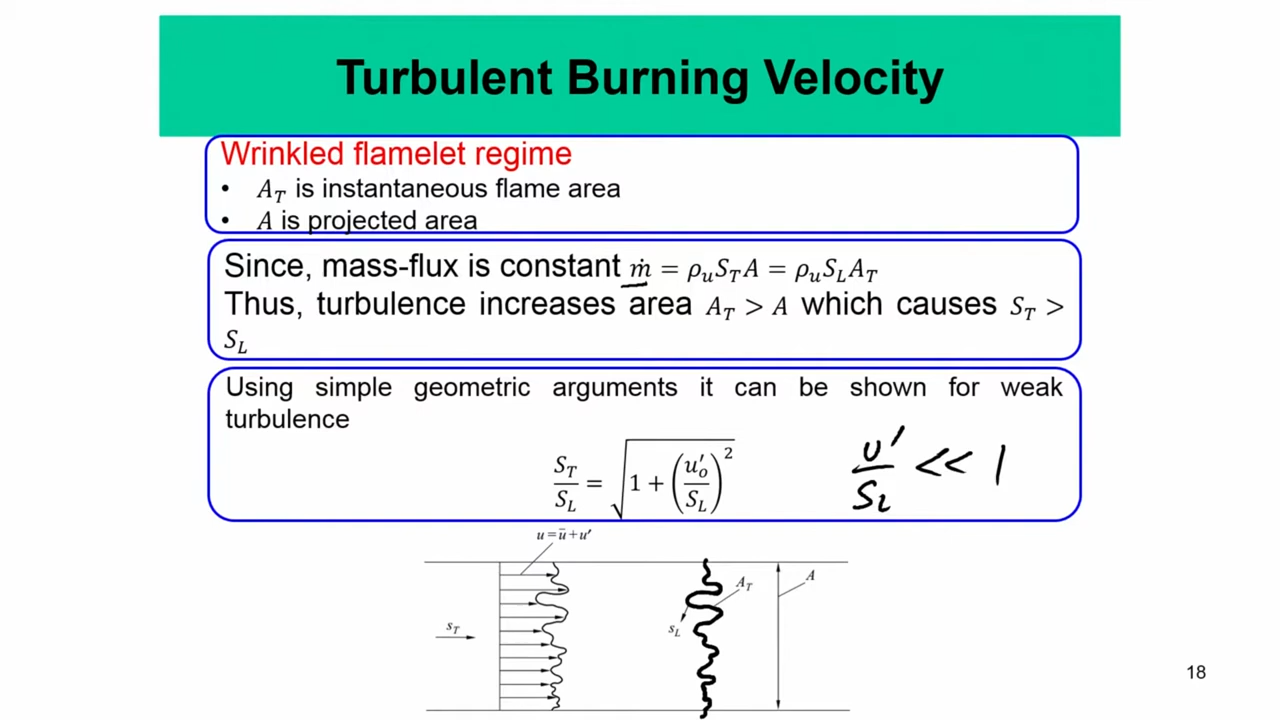 Turbulent Burning Velocity
Wrinkled flamelet regime
• A_T is instantaneous flame area
• A is projected area
Since, mass-flux is constant ṁ = ρ_u S_T A = ρ_u S_L A_T
Thus, turbulence increases area A_T > A which causes S_T >
S_L
Using simple geometric arguments it can be shown for weak
turbulence
S_T/S_L = √(1 + (u'_o/S_L)^2)
u'/S_L << 1
u = ū + u'
s_T
s_L
A_T
A
18